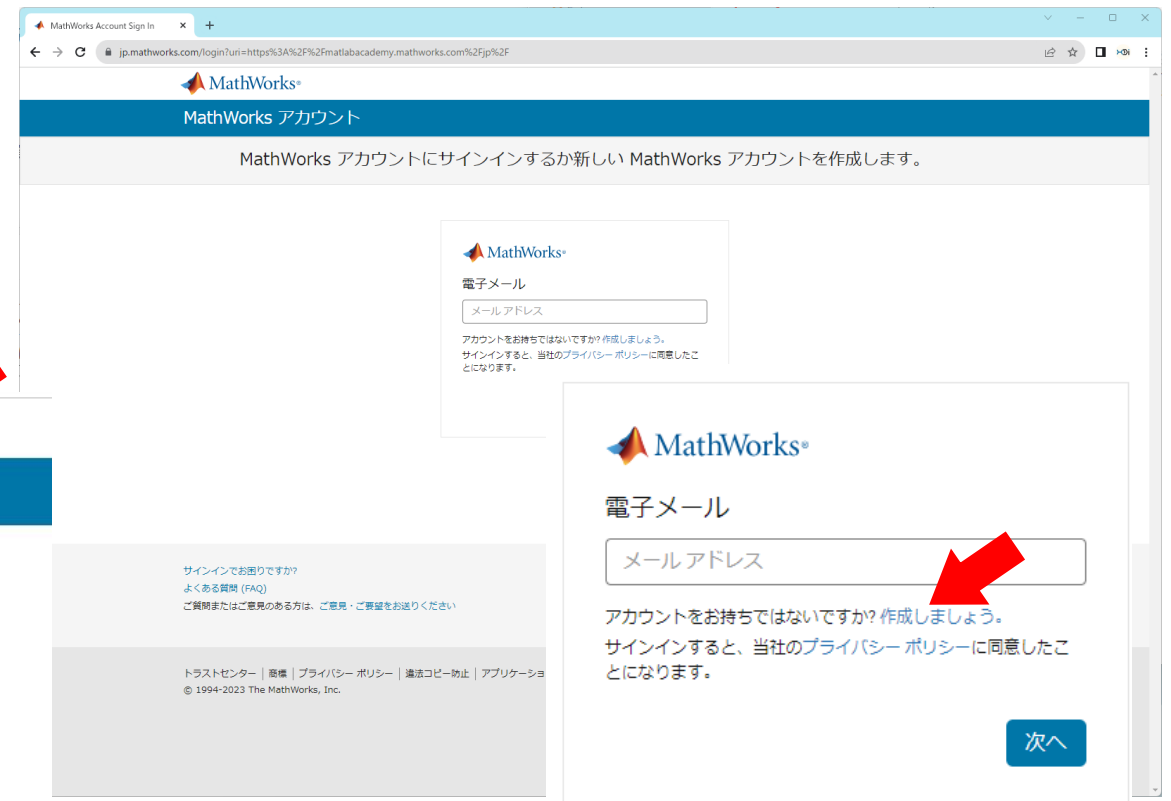 MathWorks Account Sign In
jp.mathworks.com/login?uri=https%3A%2F%2Fmatlabacademy.mathworks.com%2Fjp%2F
MathWorks®
MathWorks アカウント
MathWorks アカウントにサインインするか新しい MathWorks アカウントを作成します。
MathWorks®
電子メール
メール アドレス
アカウントをお持ちではないですか? 作成しましょう。
サインインすると、当社のプライバシー ポリシーに同意したこ
とになります。
MathWorks®
電子メール
メール アドレス
アカウントをお持ちではないですか? 作成しましょう。
サインインすると、当社のプライバシー ポリシーに同意したこ
とになります。
次へ
サインインでお困りですか?
よくある質問 (FAQ)
ご質問またはご意見のある方は、ご意見・ご要望をお送りください
トラストセンター | 商標 | プライバシー ポリシー | 違法コピー防止 | アプリケーショ
© 1994-2023 The MathWorks, Inc.